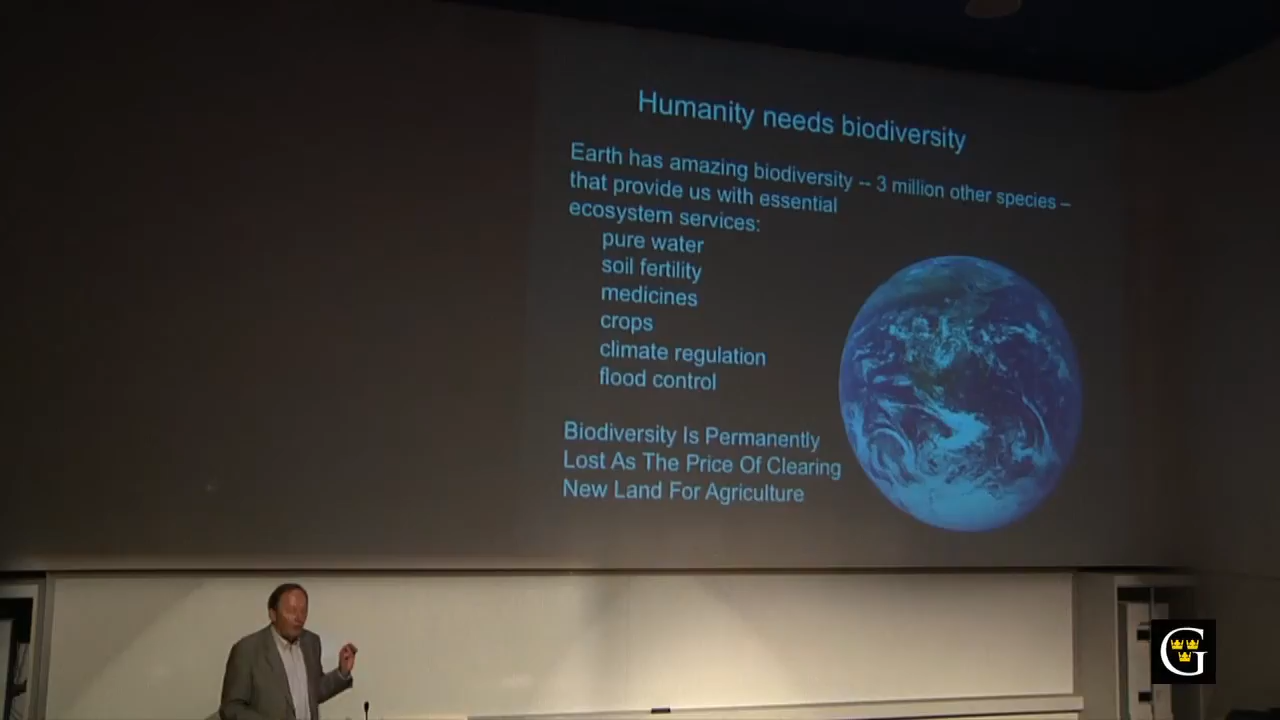 Humanity needs biodiversity
Earth has amazing biodiversity -- 3 million other species –
that provide us with essential
ecosystem services:
pure water
soil fertility
medicines
crops
climate regulation
flood control
Biodiversity Is Permanently
Lost As The Price Of Clearing
New Land For Agriculture
G